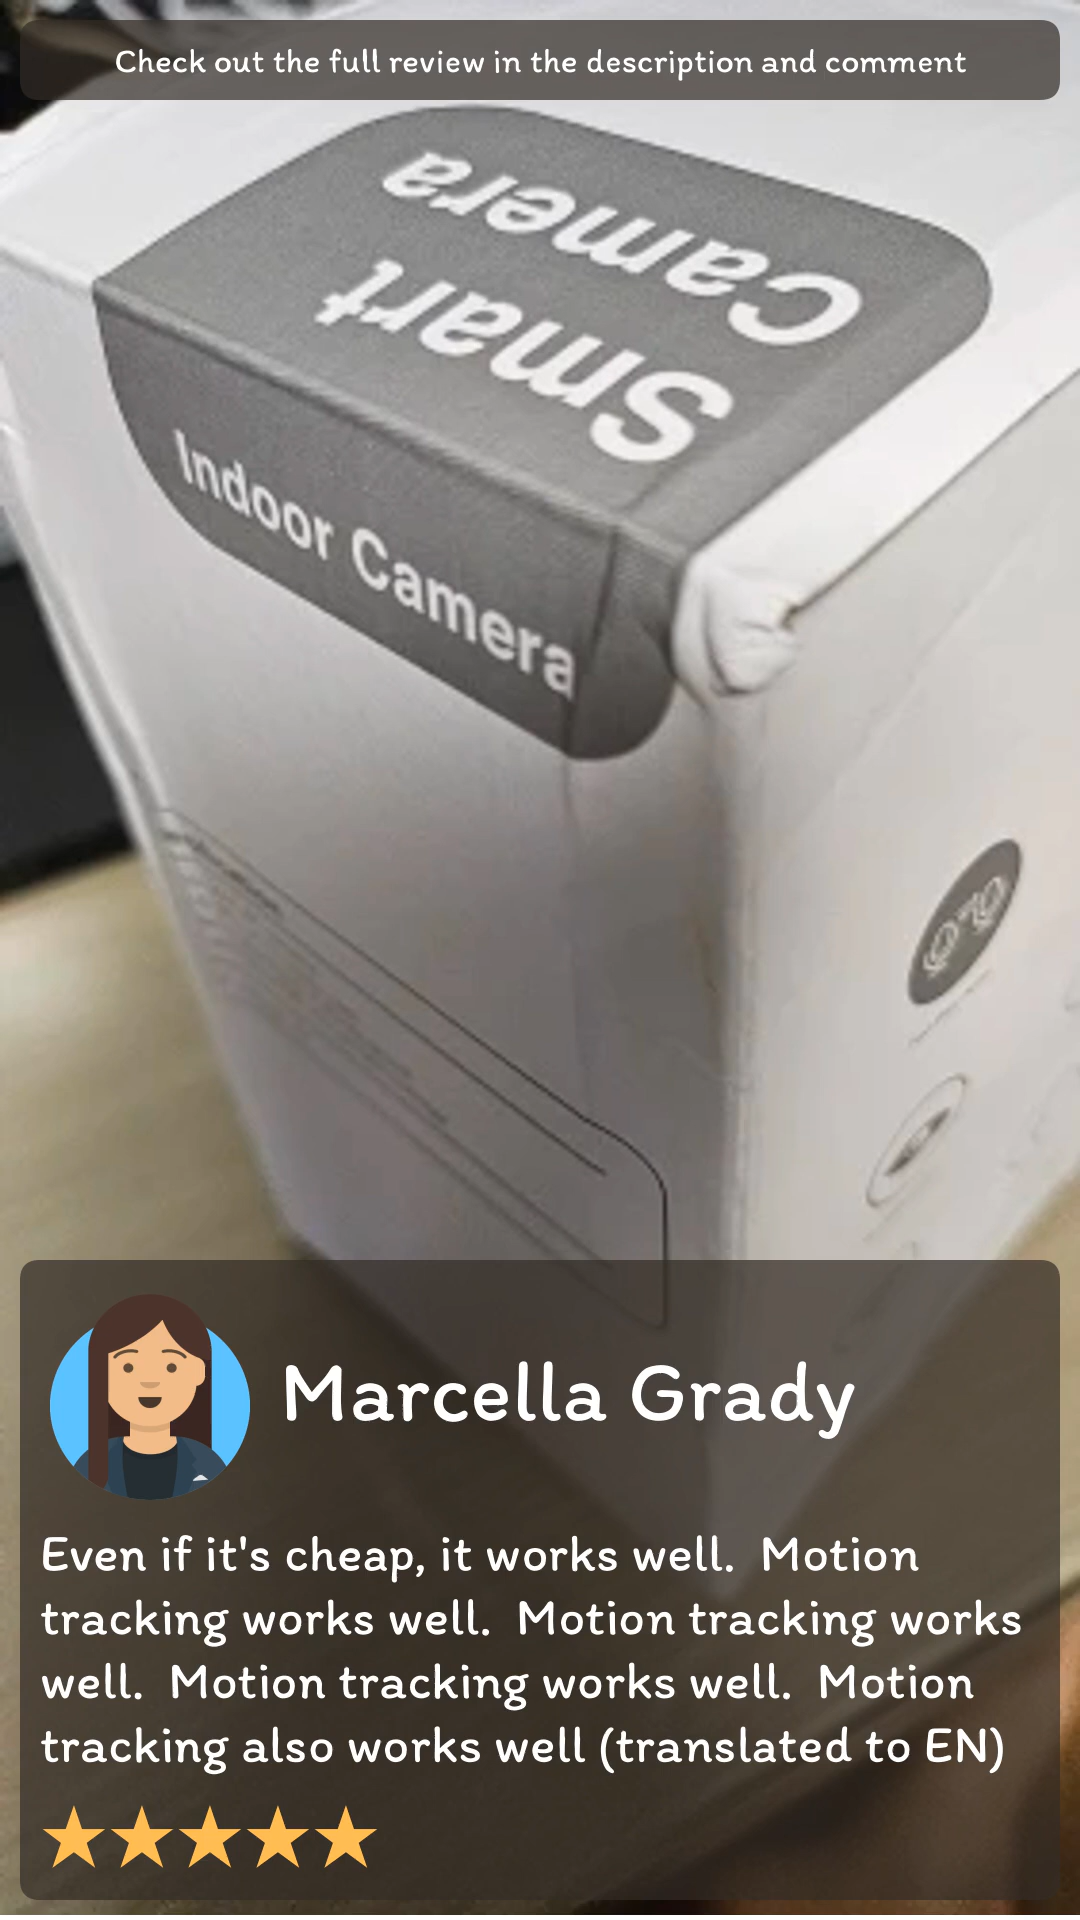 Check out the full review in the description and comment
Smart
Camera
Indoor Camera
Marcella Grady
Even if it's cheap, it works well.  Motion
tracking works well.  Motion tracking works
well.  Motion tracking works well.  Motion
tracking also works well (translated to EN)